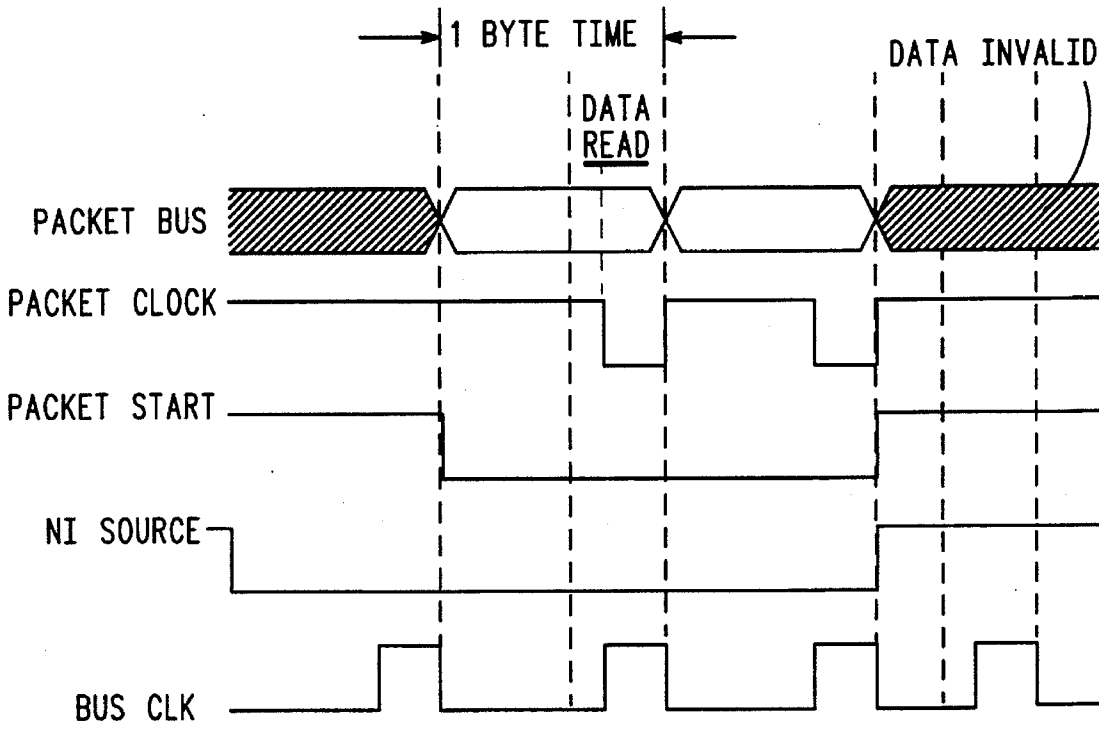 1 BYTE TIME
DATA INVALID
DATA
READ
PACKET BUS
PACKET CLOCK
PACKET START
NI SOURCE
BUS CLK